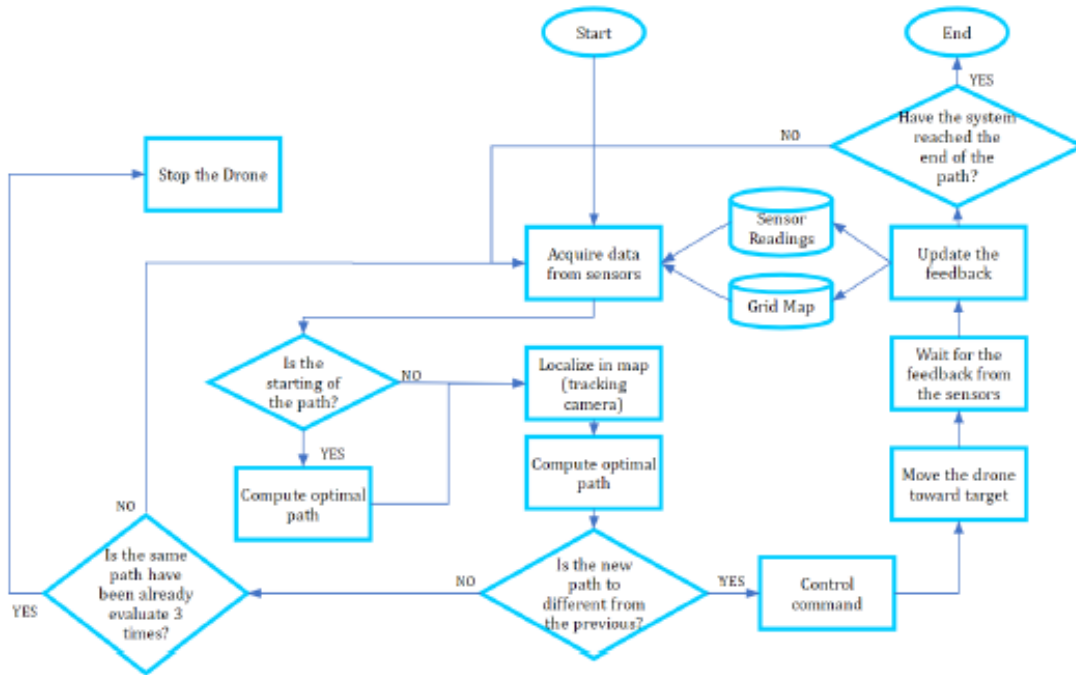 Start
End
YES
Have the system
reached the
end of the
path?
NO
Stop the Drone
Sensor
Readings
Acquire data
from sensors
Update the
feedback
Grid Map
Is the
starting of
the path?
NO
Localize in map
(tracking
camera)
Wait for the
feedback from
the sensors
YES
Compute optimal
path
Compute optimal
path
Move the drone
toward target
NO
Is the same
path have
been already
evaluate 3
times?
YES
NO
Is the new
path to
different from
the previous?
YES
Control
command